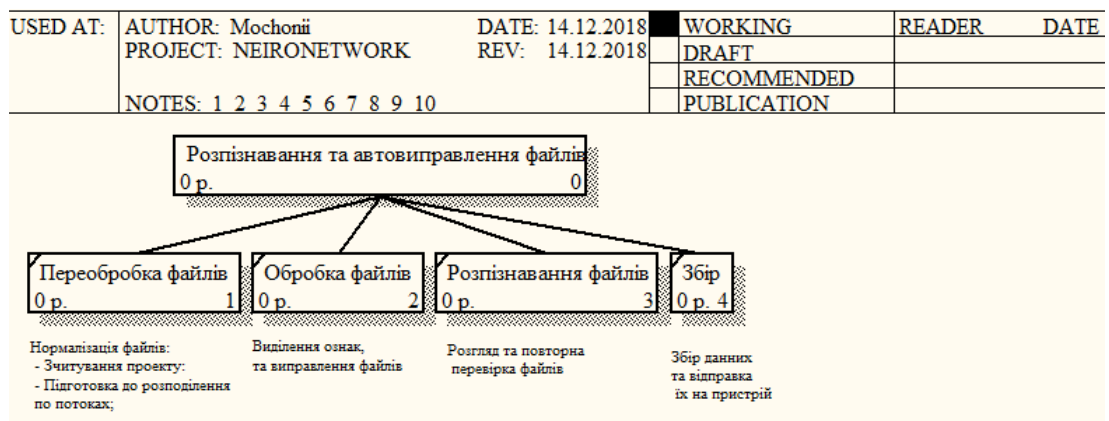 USED AT: AUTHOR: Mochonii DATE: 14.12.2018 WORKING READER DATE
PROJECT: NEIRONETWORK REV: 14.12.2018 DRAFT
RECOMMENDED
NOTES: 1 2 3 4 5 6 7 8 9 10 PUBLICATION
Розпізнавання та автовиправлення файлів
0 р. 0
Переобробка файлів
0 р. 1
Обробка файлів
0 р. 2
Розпізнавання файлів
0 р. 3
Збір
0 р. 4
Нормалізація файлів:
- Зчитування проекту:
- Підготовка до розподілення
по потоках;
Виділення ознак,
та виправлення файлів
Розгляд та повторна
перевірка файлів
Збір данних
та відправка
їх на пристрій